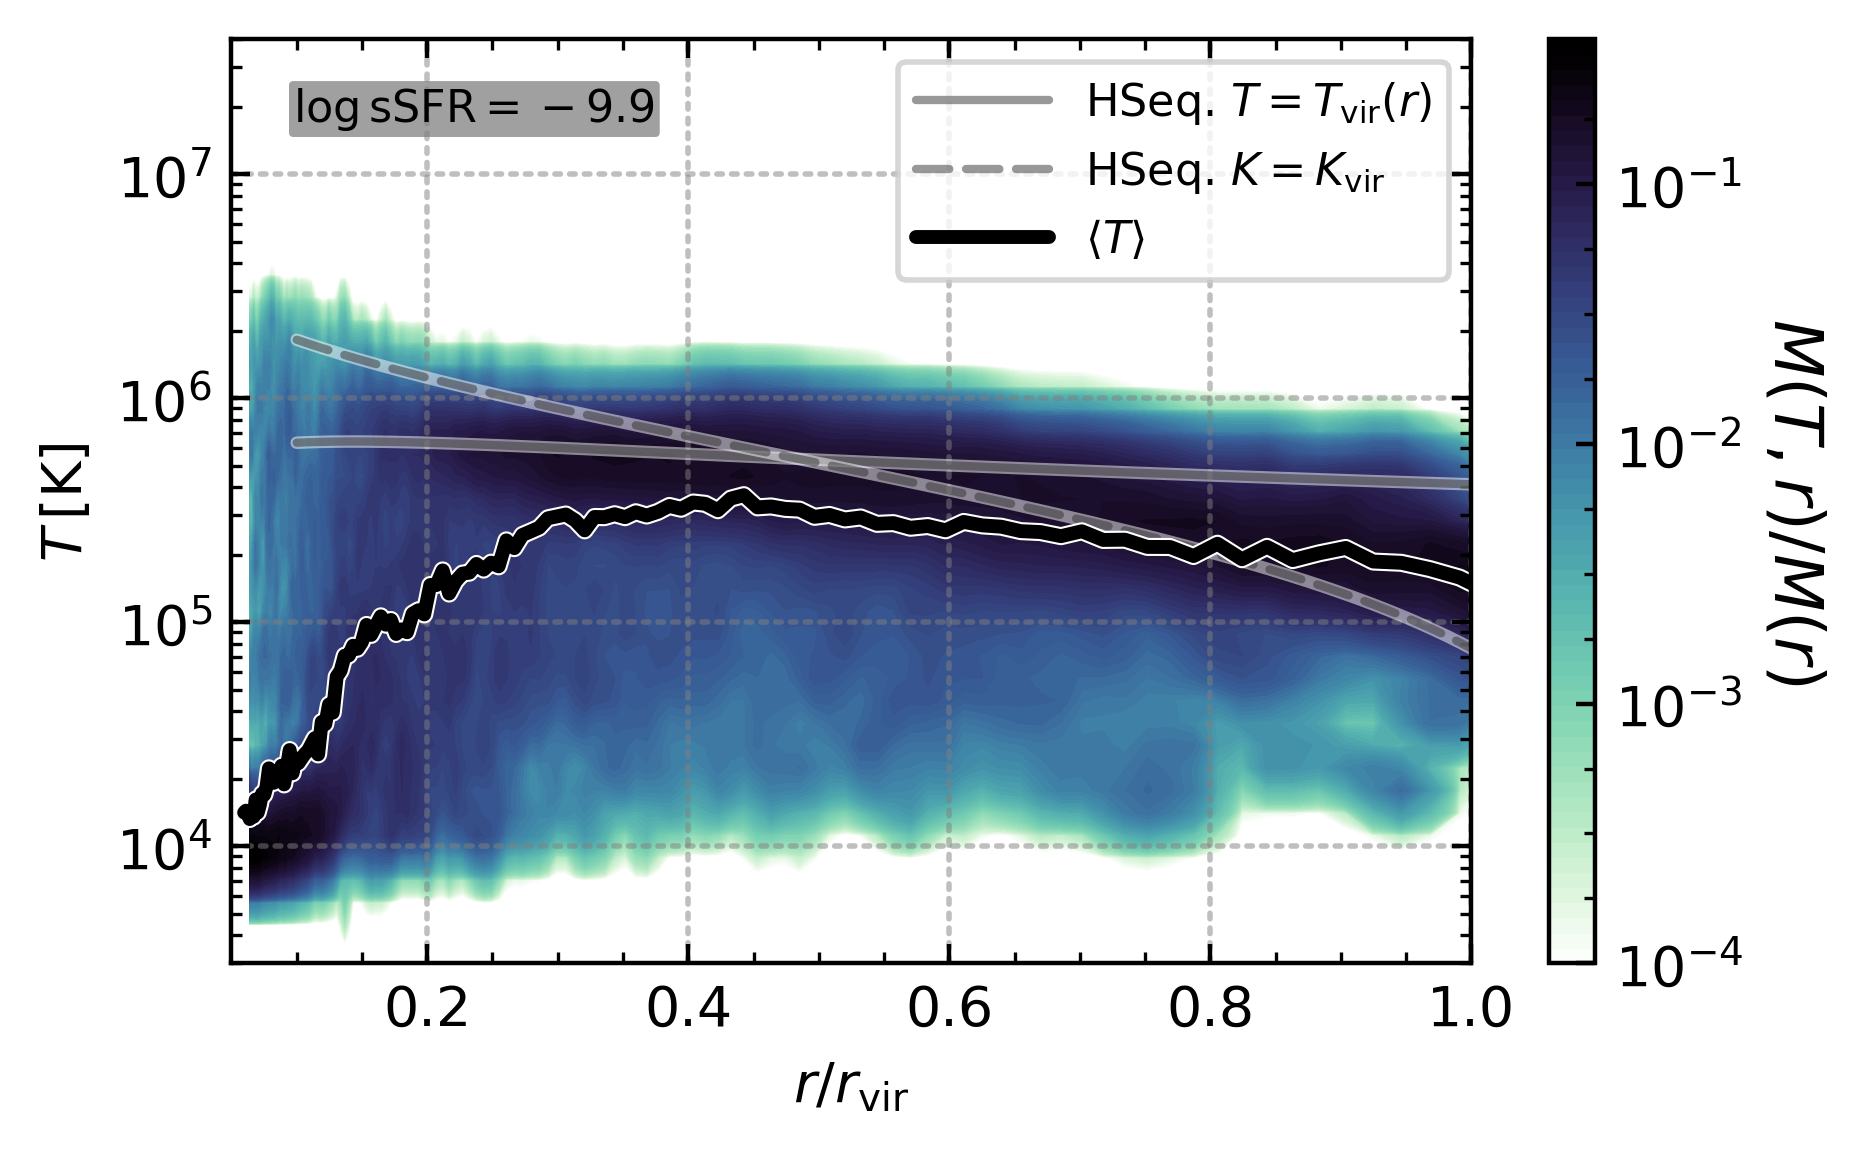 log sSFR = −9.9
HSeq. T = T_vir(r)
HSeq. K = K_vir
⟨T⟩
10^7
10^6
10^5
10^4
T [K]
0.2 0.4 0.6 0.8 1.0
r/r_vir
10^−1
10^−2
10^−3
10^−4
M(T, r)/M(r)